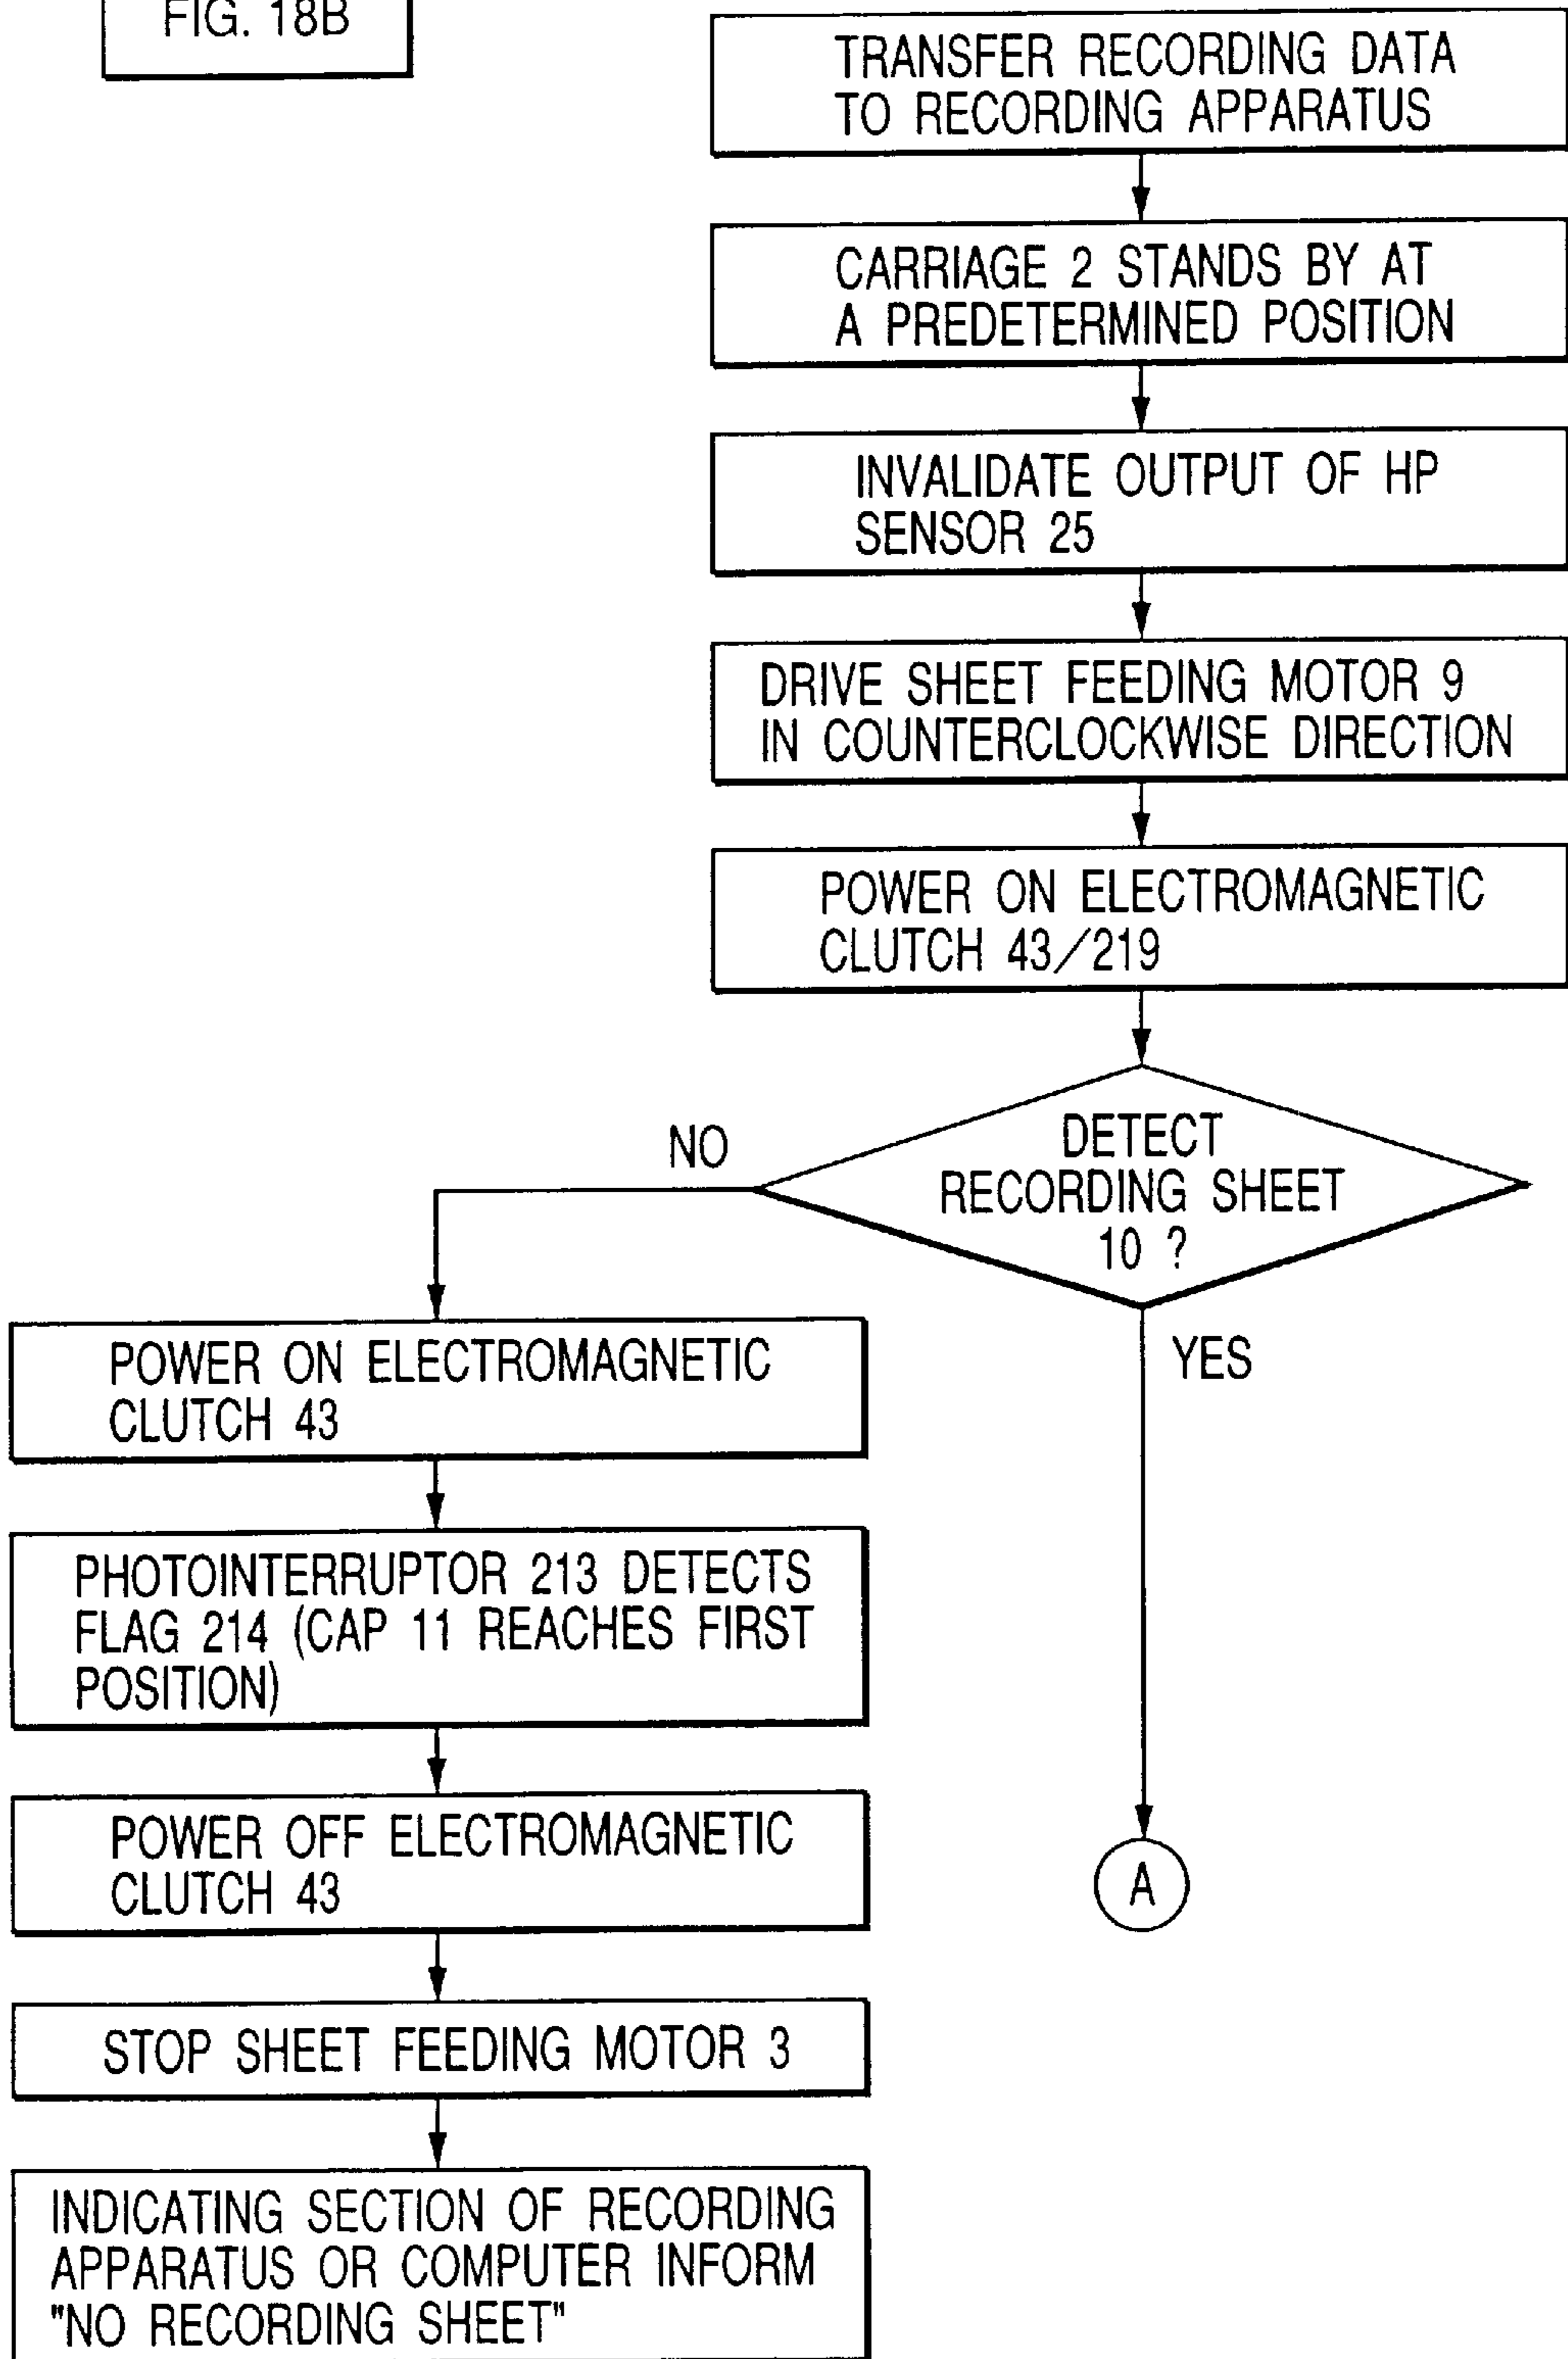 FIG. 18B
TRANSFER RECORDING DATA
TO RECORDING APPARATUS
CARRIAGE 2 STANDS BY AT
A PREDETERMINED POSITION
INVALIDATE OUTPUT OF HP
SENSOR 25
DRIVE SHEET FEEDING MOTOR 9
IN COUNTERCLOCKWISE DIRECTION
POWER ON ELECTROMAGNETIC
CLUTCH 43/219
DETECT
RECORDING SHEET
10 ?
NO
YES
POWER ON ELECTROMAGNETIC
CLUTCH 43
PHOTOINTERRUPTOR 213 DETECTS
FLAG 214 (CAP 11 REACHES FIRST
POSITION)
POWER OFF ELECTROMAGNETIC
CLUTCH 43
A
STOP SHEET FEEDING MOTOR 3
INDICATING SECTION OF RECORDING
APPARATUS OR COMPUTER INFORM
"NO RECORDING SHEET"